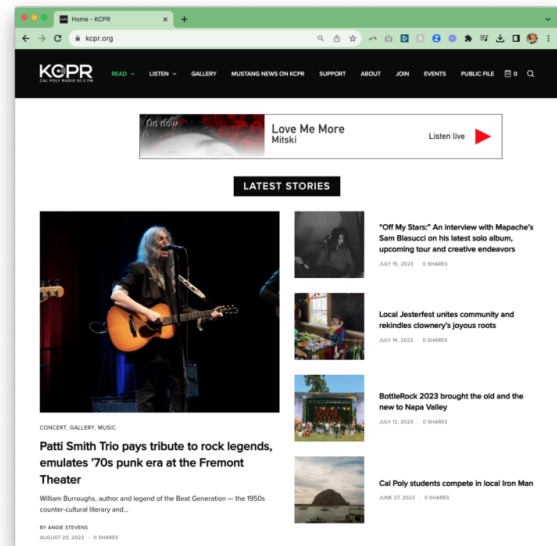 Home - KCPR
kcpr.org
KCPR
CAL POLY RADIO 91.3 FM
READ
LISTEN
GALLERY
MUSTANG NEWS ON KCPR
SUPPORT
ABOUT
JOIN
EVENTS
PUBLIC FILE
0
On now
Love Me More
Mitski
Listen live
LATEST STORIES
CONCERT, GALLERY, MUSIC
Patti Smith Trio pays tribute to rock legends,
emulates '70s punk era at the Fremont
Theater
William Burroughs, author and legend of the Beat Generation — the 1950s
counter-cultural literary and...
BY ANGIE STEVENS
AUGUST 20, 2023 · 0 SHARES
“Off My Stars:” An interview with Mapache’s
Sam Blasucci on his latest solo album,
upcoming tour and creative endeavors
JULY 15, 2023 · 0 SHARES
Local Jesterfest unites community and
rekindles clownery’s joyous roots
JULY 14, 2023 · 0 SHARES
BottleRock 2023 brought the old and the
new to Napa Valley
JULY 12, 2023 · 0 SHARES
Cal Poly students compete in local Iron Man
JUNE 27, 2023 · 0 SHARES